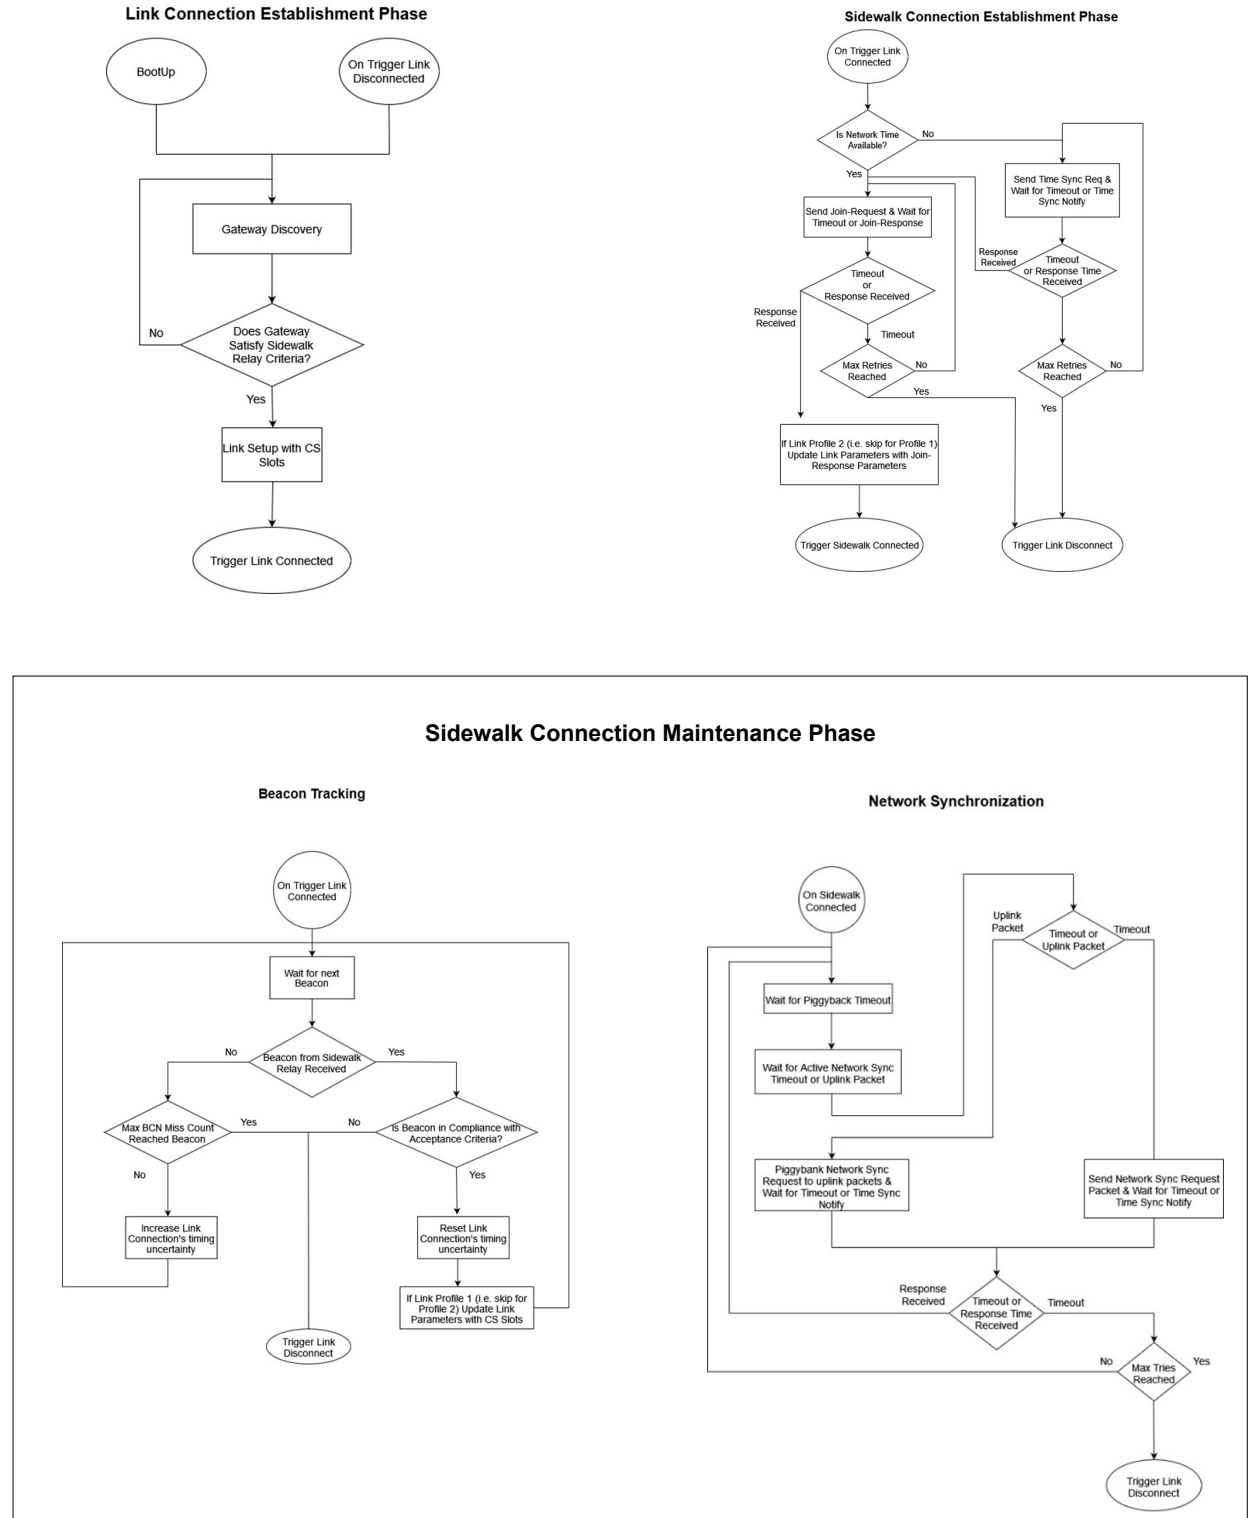 Link Connection Establishment Phase
BootUp
On Trigger Link
Disconnected
Gateway Discovery
Does Gateway
Satisfy Sidewalk
Relay Criteria?
No
Yes
Link Setup with CS
Slots
Trigger Link Connected
Sidewalk Connection Establishment Phase
On Trigger Link
Connected
Is Network Time
Available?
No
Yes
Send Time Sync Req &
Wait for Timeout or Time
Sync Notify
Send Join-Request & Wait for
Timeout or Join-Response
Response
Received
Timeout
or Response Time
Received
Timeout
or
Response Received
Response
Received
Timeout
Max Retries
Reached
No
Yes
Max Retries
Reached
No
Yes
If Link Profile 2 (i.e. skip for Profile 1)
Update Link Parameters with Join-
Response Parameters
Trigger Sidewalk Connected
Trigger Link Disconnect
Sidewalk Connection Maintenance Phase
Beacon Tracking
On Trigger Link
Connected
Wait for next
Beacon
No
Beacon from Sidewalk
Relay Received
Yes
Max BCN Miss Count
Reached Beacon
Yes
No
No
Is Beacon in Compliance with
Acceptance Criteria?
Yes
Increase Link
Connection's timing
uncertainty
Reset Link
Connection's timing
uncertainty
If Link Profile 1 (i.e. skip for
Profile 2) Update Link
Parameters with CS Slots
Trigger Link
Disconnect
Network Synchronization
On Sidewalk
Connected
Uplink
Packet
Timeout or
Uplink Packet
Timeout
Wait for Piggyback Timeout
Wait for Active Network Sync
Timeout or Uplink Packet
Piggybank Network Sync
Request to uplink packets &
Wait for Timeout or Time Sync
Notify
Send Network Sync Request
Packet & Wait for Timeout or
Time Sync Notify
Response
Received
Timeout or
Response Time
Received
Timeout
No
Max Tries
Reached
Yes
Trigger Link
Disconnect